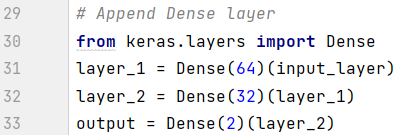 29 # Append Dense layer
30 from keras.layers import Dense
31 layer_1 = Dense(64)(input_layer)
32 layer_2 = Dense(32)(layer_1)
33 output = Dense(2)(layer_2)